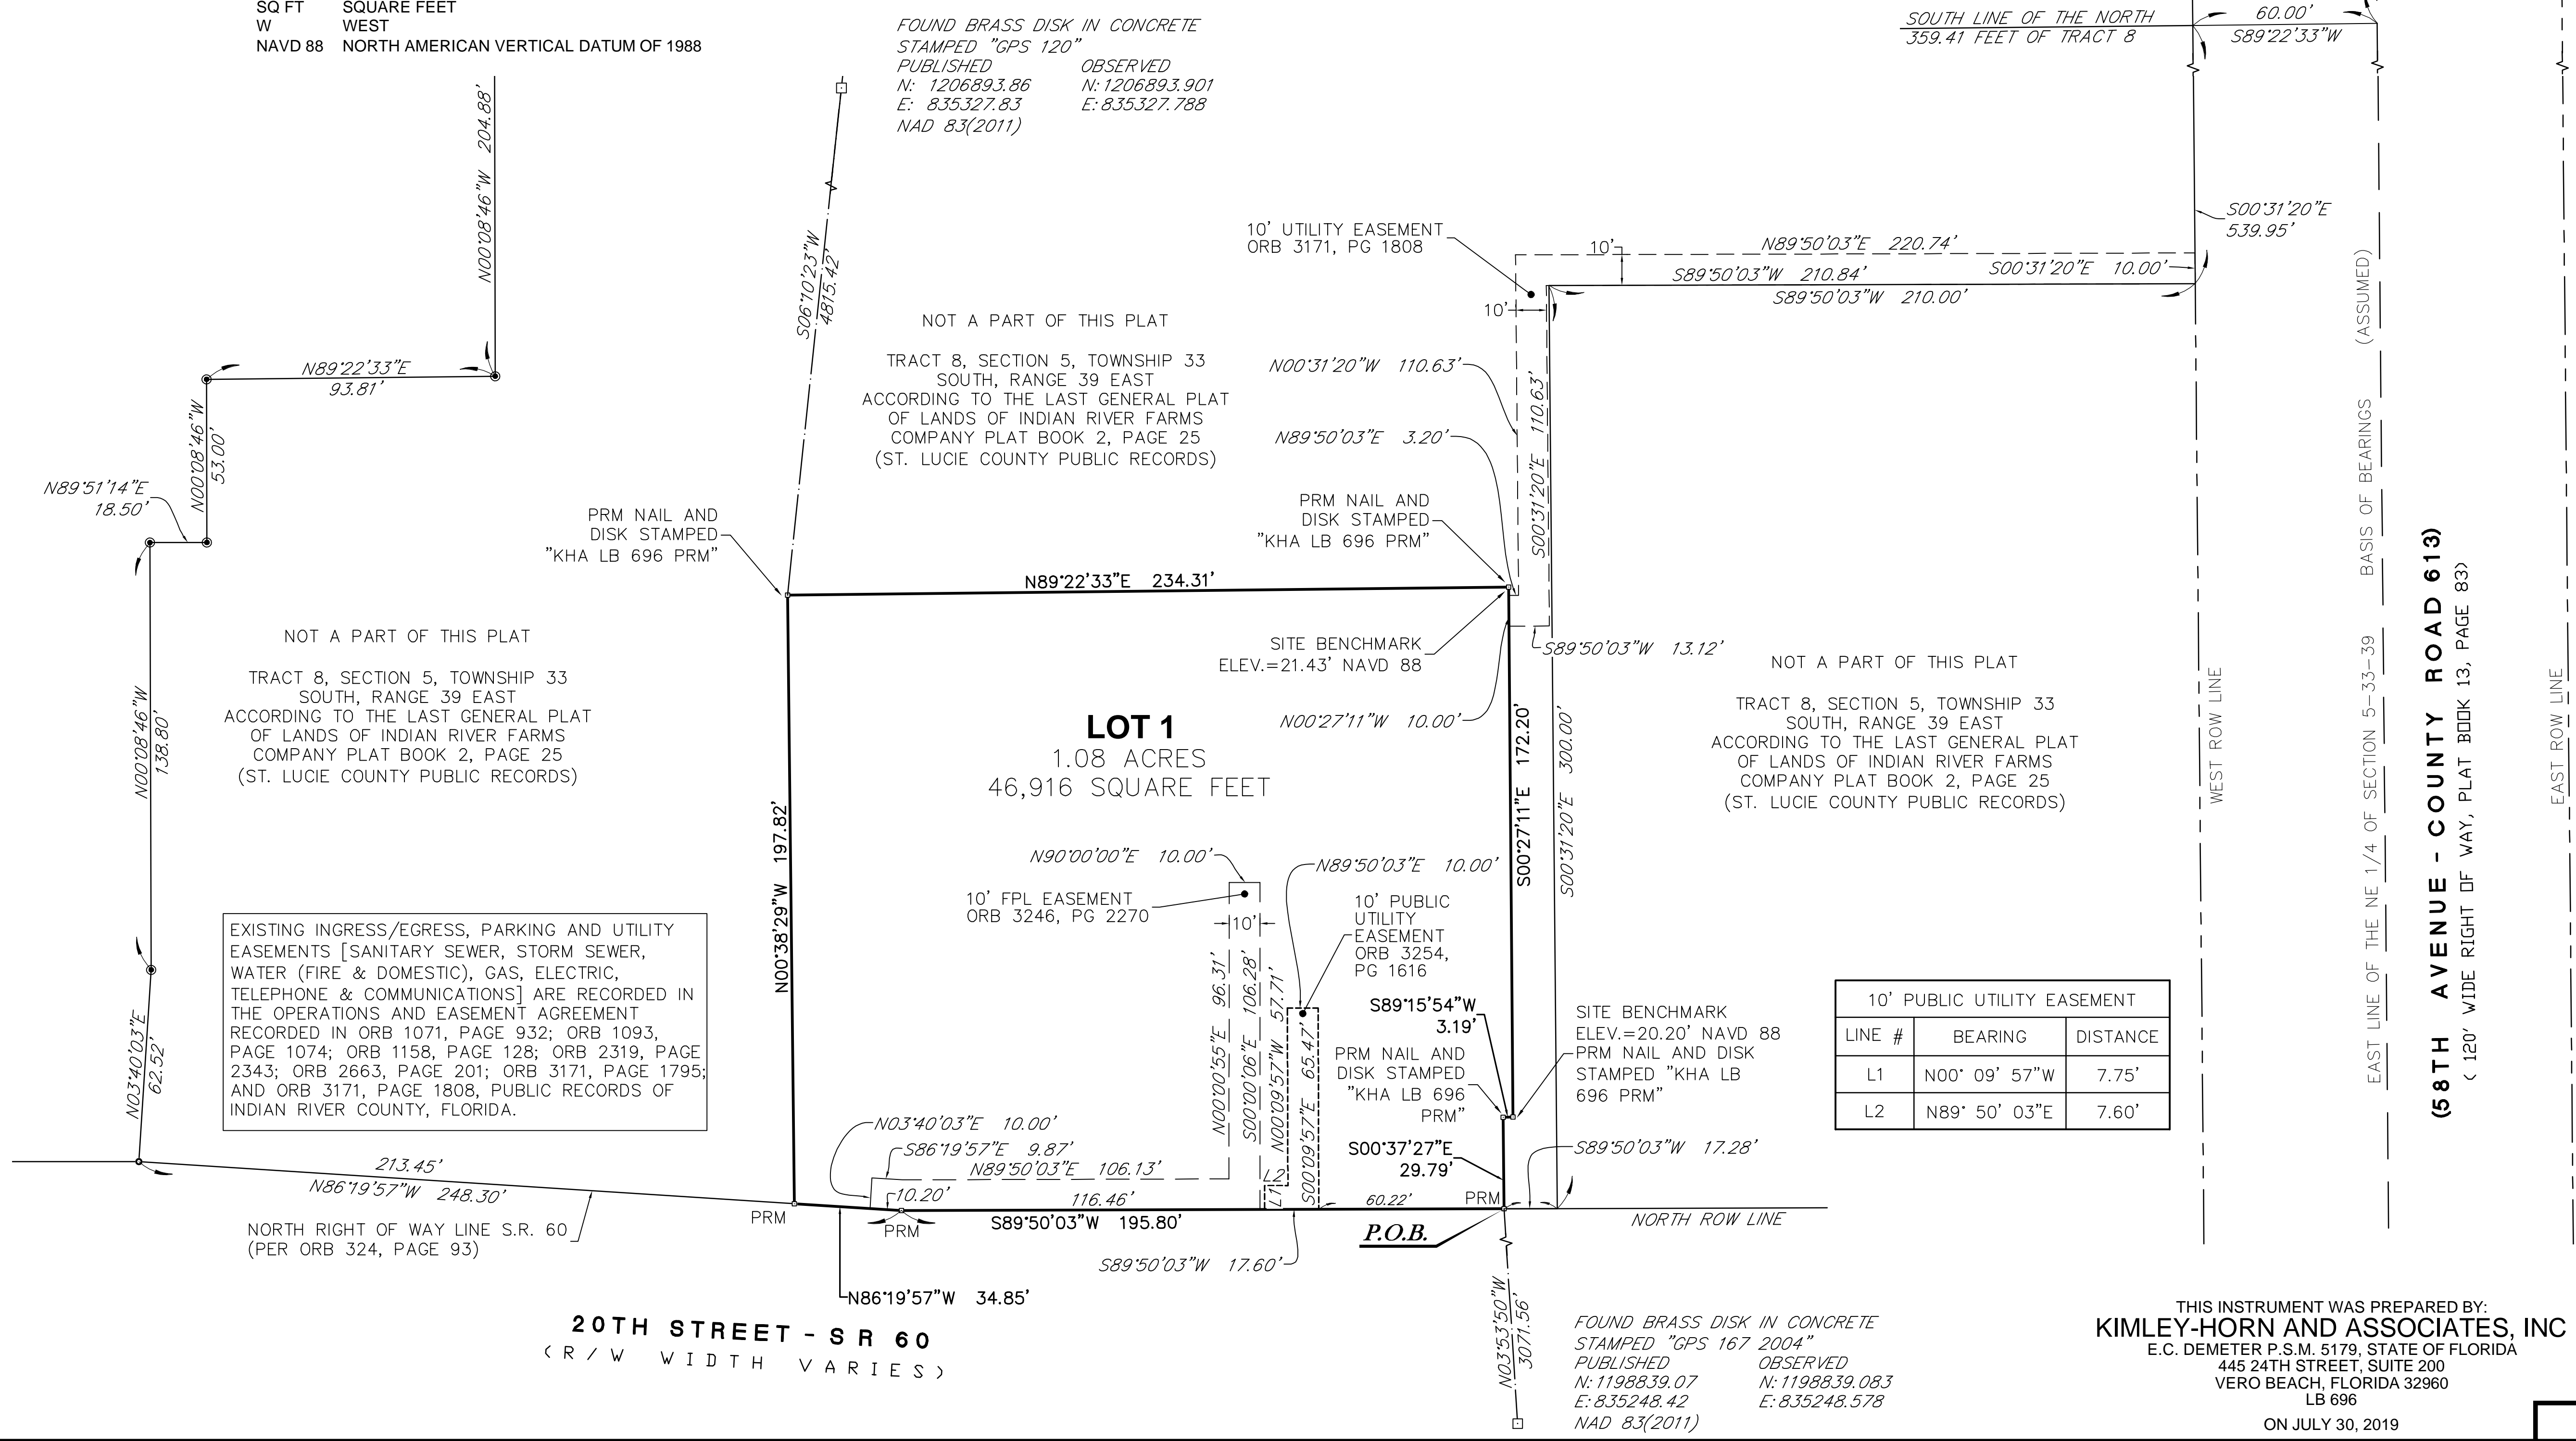 SQ FT SQUARE FEET
W WEST
NAVD 88 NORTH AMERICAN VERTICAL DATUM OF 1988
FOUND BRASS DISK IN CONCRETE
STAMPED "GPS 120"
PUBLISHED OBSERVED
N: 1206893.86 N: 1206893.901
E: 835327.83 E: 835327.788
NAD 83(2011)
SOUTH LINE OF THE NORTH
359.41 FEET OF TRACT 8
60.00'
S89°22'33"W
N00°08'46"W 204.88'
S06°10'23"W
4815.42'
10' UTILITY EASEMENT
ORB 3171, PG 1808
10'
N89°50'03"E 220.74'
S89°50'03"W 210.84'
S00°31'20"E 10.00'
S89°50'03"W 210.00'
S00°31'20"E
539.95'
10'
N89°22'33"E
93.81'
N00°08'46"W
53.00'
N89°51'14"E
18.50'
NOT A PART OF THIS PLAT
TRACT 8, SECTION 5, TOWNSHIP 33
SOUTH, RANGE 39 EAST
ACCORDING TO THE LAST GENERAL PLAT
OF LANDS OF INDIAN RIVER FARMS
COMPANY PLAT BOOK 2, PAGE 25
(ST. LUCIE COUNTY PUBLIC RECORDS)
N00°31'20"W 110.63'
N89°50'03"E 3.20'
S00°31'20"E 110.63'
PRM NAIL AND
DISK STAMPED
"KHA LB 696 PRM"
PRM NAIL AND
DISK STAMPED
"KHA LB 696 PRM"
N89°22'33"E 234.31'
SITE BENCHMARK
ELEV.=21.43' NAVD 88
S89°50'03"W 13.12'
N00°27'11"W 10.00'
NOT A PART OF THIS PLAT
TRACT 8, SECTION 5, TOWNSHIP 33
SOUTH, RANGE 39 EAST
ACCORDING TO THE LAST GENERAL PLAT
OF LANDS OF INDIAN RIVER FARMS
COMPANY PLAT BOOK 2, PAGE 25
(ST. LUCIE COUNTY PUBLIC RECORDS)
N00°08'46"W
138.80'
LOT 1
1.08 ACRES
46,916 SQUARE FEET
S00°27'11"E 172.20'
S00°31'20"E 300.00'
NOT A PART OF THIS PLAT
TRACT 8, SECTION 5, TOWNSHIP 33
SOUTH, RANGE 39 EAST
ACCORDING TO THE LAST GENERAL PLAT
OF LANDS OF INDIAN RIVER FARMS
COMPANY PLAT BOOK 2, PAGE 25
(ST. LUCIE COUNTY PUBLIC RECORDS)
WEST ROW LINE
EAST LINE OF THE NE 1/4 OF SECTION 5-33-39 BASIS OF BEARINGS (ASSUMED)
(58TH AVENUE - COUNTY ROAD 613)
( 120' WIDE RIGHT OF WAY, PLAT BOOK 13, PAGE 83)
EAST ROW LINE
N00°38'29"W 197.82'
N90°00'00"E 10.00'
10' FPL EASEMENT
ORB 3246, PG 2270
10'
N89°50'03"E 10.00'
10' PUBLIC
UTILITY
EASEMENT
ORB 3254,
PG 1616
N00°00'55"E 96.31'
S00°00'06"E 106.28'
N00°09'57"W 57.71'
S00°09'57"E 65.47'
S89°15'54"W
3.19'
PRM NAIL AND
DISK STAMPED
"KHA LB 696
PRM"
SITE BENCHMARK
ELEV.=20.20' NAVD 88
PRM NAIL AND DISK
STAMPED "KHA LB
696 PRM"
S00°37'27"E
29.79'
S89°50'03"W 17.28'
10' PUBLIC UTILITY EASEMENT
LINE # BEARING DISTANCE
L1 N00° 09' 57"W 7.75'
L2 N89° 50' 03"E 7.60'
EXISTING INGRESS/EGRESS, PARKING AND UTILITY
EASEMENTS [SANITARY SEWER, STORM SEWER,
WATER (FIRE & DOMESTIC), GAS, ELECTRIC,
TELEPHONE & COMMUNICATIONS] ARE RECORDED IN
THE OPERATIONS AND EASEMENT AGREEMENT
RECORDED IN ORB 1071, PAGE 932; ORB 1093,
PAGE 1074; ORB 1158, PAGE 128; ORB 2319, PAGE
2343; ORB 2663, PAGE 201; ORB 3171, PAGE 1795;
AND ORB 3171, PAGE 1808, PUBLIC RECORDS OF
INDIAN RIVER COUNTY, FLORIDA.
N03°40'03"E
62.52'
213.45'
N86°19'57"W 248.30'
NORTH RIGHT OF WAY LINE S.R. 60
(PER ORB 324, PAGE 93)
N03°40'03"E 10.00'
S86°19'57"E 9.87'
N89°50'03"E 106.13'
10.20'
116.46'
L1
L2
60.22'
PRM
PRM
PRM
S89°50'03"W 195.80'
P.O.B.
NORTH ROW LINE
S89°50'03"W 17.60'
N86°19'57"W 34.85'
20TH STREET - SR 60
(R/W WIDTH VARIES)
N03°53'50"W
3071.56'
FOUND BRASS DISK IN CONCRETE
STAMPED "GPS 167 2004"
PUBLISHED OBSERVED
N: 1198839.07 N: 1198839.083
E: 835248.42 E: 835248.578
NAD 83(2011)
THIS INSTRUMENT WAS PREPARED BY:
KIMLEY-HORN AND ASSOCIATES, INC
E.C. DEMETER P.S.M. 5179, STATE OF FLORIDA
445 24TH STREET, SUITE 200
VERO BEACH, FLORIDA 32960
LB 696
ON JULY 30, 2019